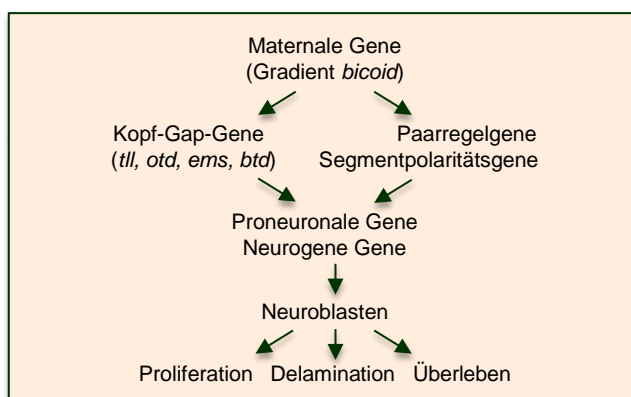 Maternale Gene
(Gradient bicoid)
Kopf-Gap-Gene
(tll, otd, ems, btd)
Paarregelgene
Segmentpolaritätsgene
Proneuronale Gene
Neurogene Gene
Neuroblasten
Proliferation Delamination Überleben